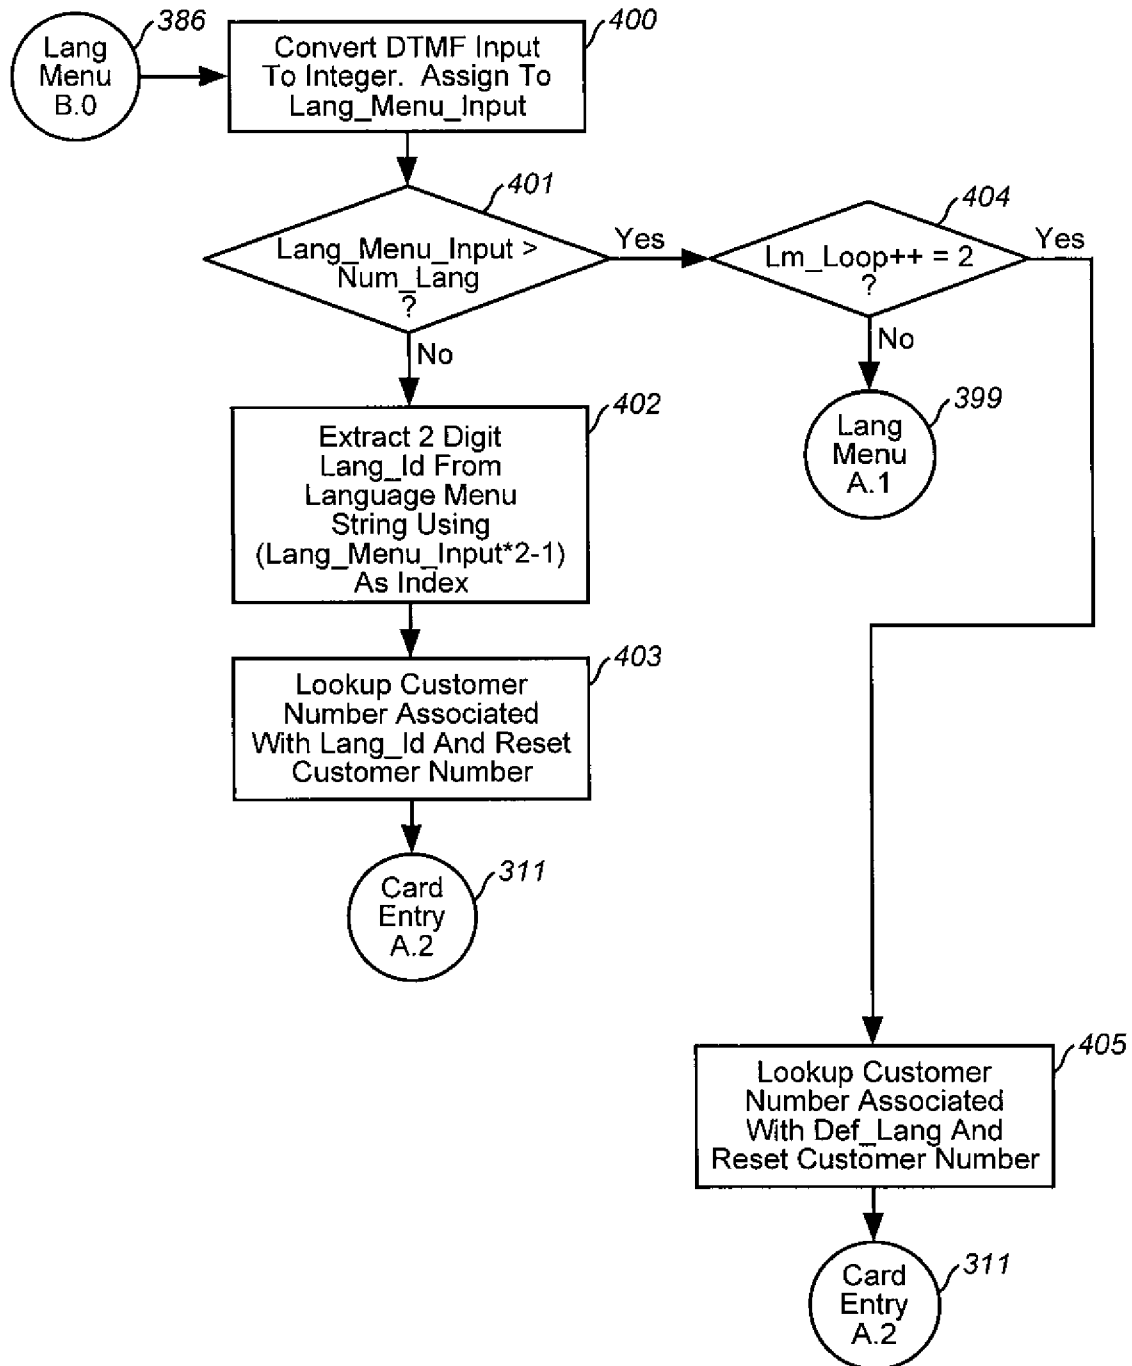 386
Lang
Menu
B.0
400
Convert DTMF Input
To Integer. Assign To
Lang_Menu_Input
401
Lang_Menu_Input >
Num_Lang
?
Yes
No
404
Lm_Loop++ = 2
?
Yes
No
399
Lang
Menu
A.1
402
Extract 2 Digit
Lang_Id From
Language Menu
String Using
(Lang_Menu_Input*2-1)
As Index
403
Lookup Customer
Number Associated
With Lang_Id And Reset
Customer Number
311
Card
Entry
A.2
405
Lookup Customer
Number Associated
With Def_Lang And
Reset Customer Number
311
Card
Entry
A.2